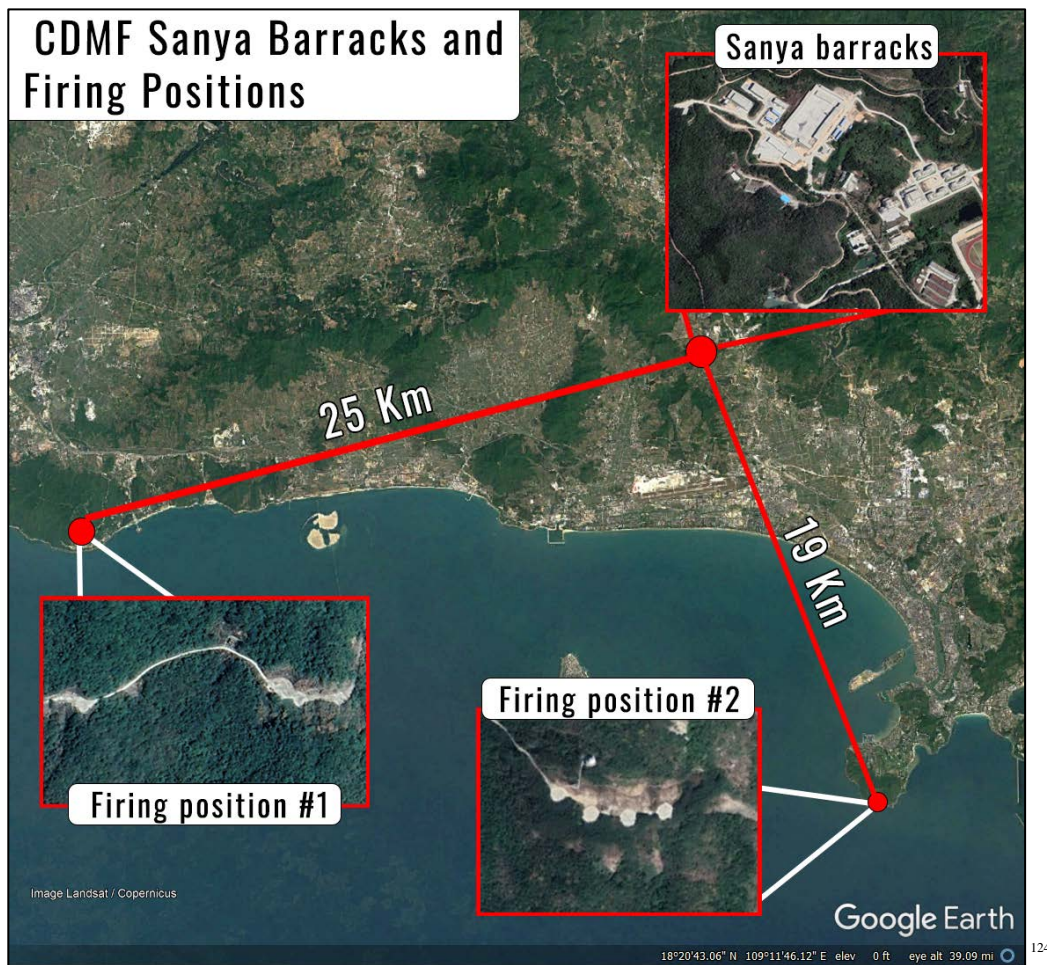 CDMF Sanya Barracks and
Firing Positions
Sanya barracks
25 Km
19 Km
Firing position #2
Firing position #1
Image Landsat / Copernicus
Google Earth
18°20'43.06" N 109°11'46.12" E elev 0 ft eye alt 39.09 mi
124